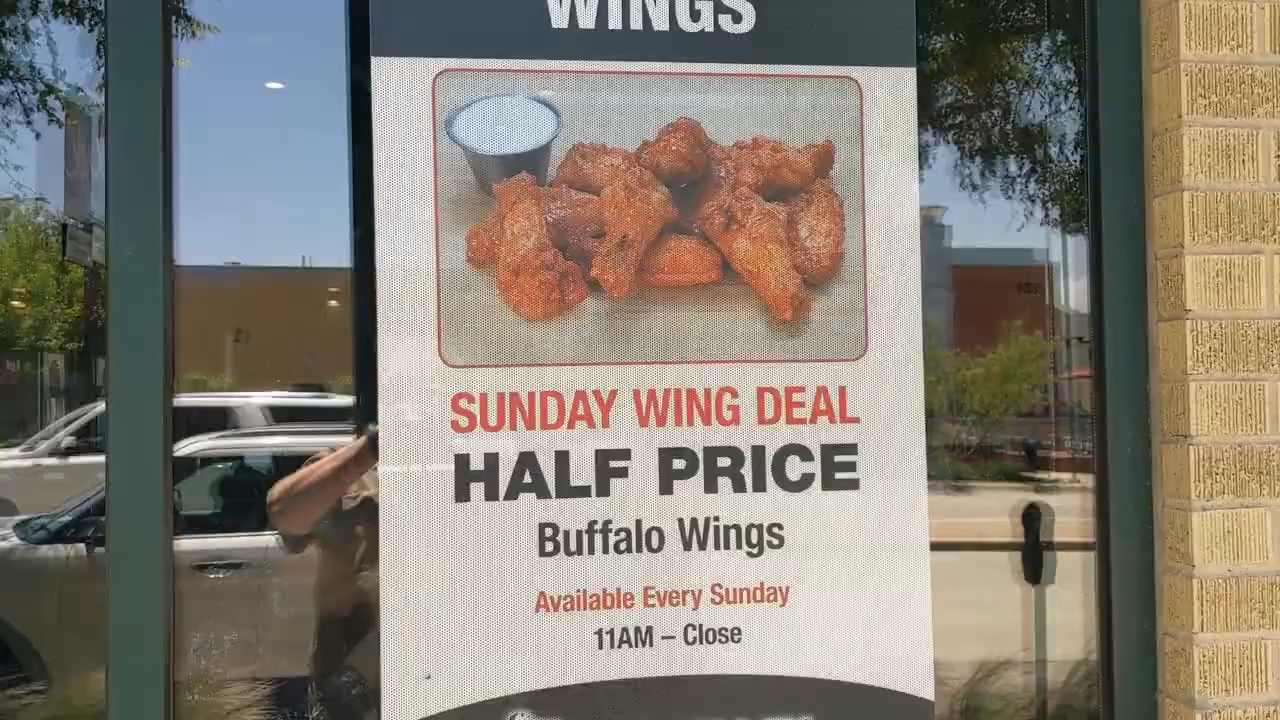 WINGS
SUNDAY WING DEAL
HALF PRICE
Buffalo Wings
Available Every Sunday
11AM – Close